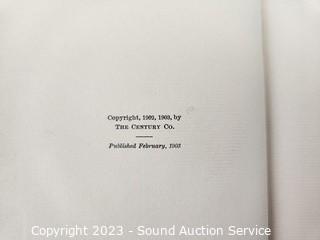 Copyright, 1902, 1903, by
THE CENTURY CO.
Published February, 1903
Copyright 2023 - Sound Auction Service